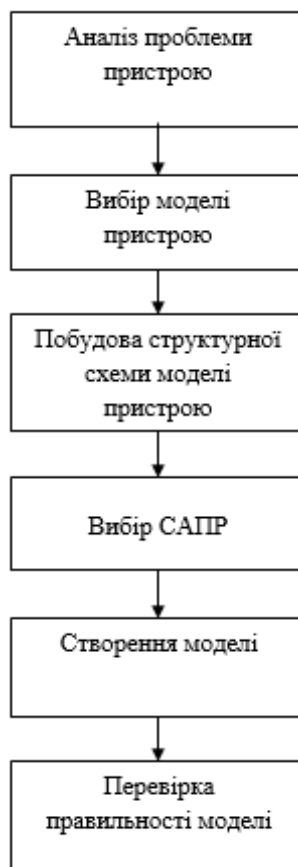 Аналіз проблеми
пристрою
Вибір моделі
пристрою
Побудова структурної
схеми моделі
пристрою
Вибір САПР
Створення моделі
Перевірка
правильності моделі